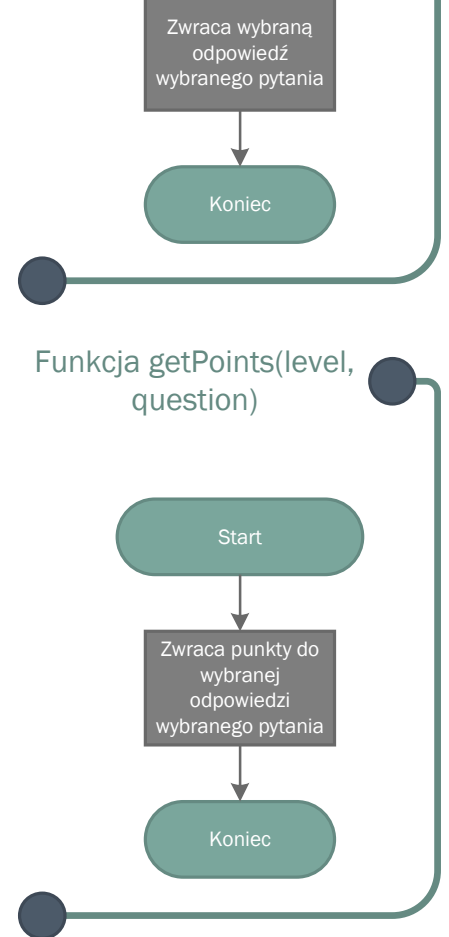 Zwraca wybraną
odpowiedź
wybranego pytania
Koniec
Funkcja getPoints(level,
question)
Start
Zwraca punkty do
wybranej
odpowiedzi
wybranego pytania
Koniec